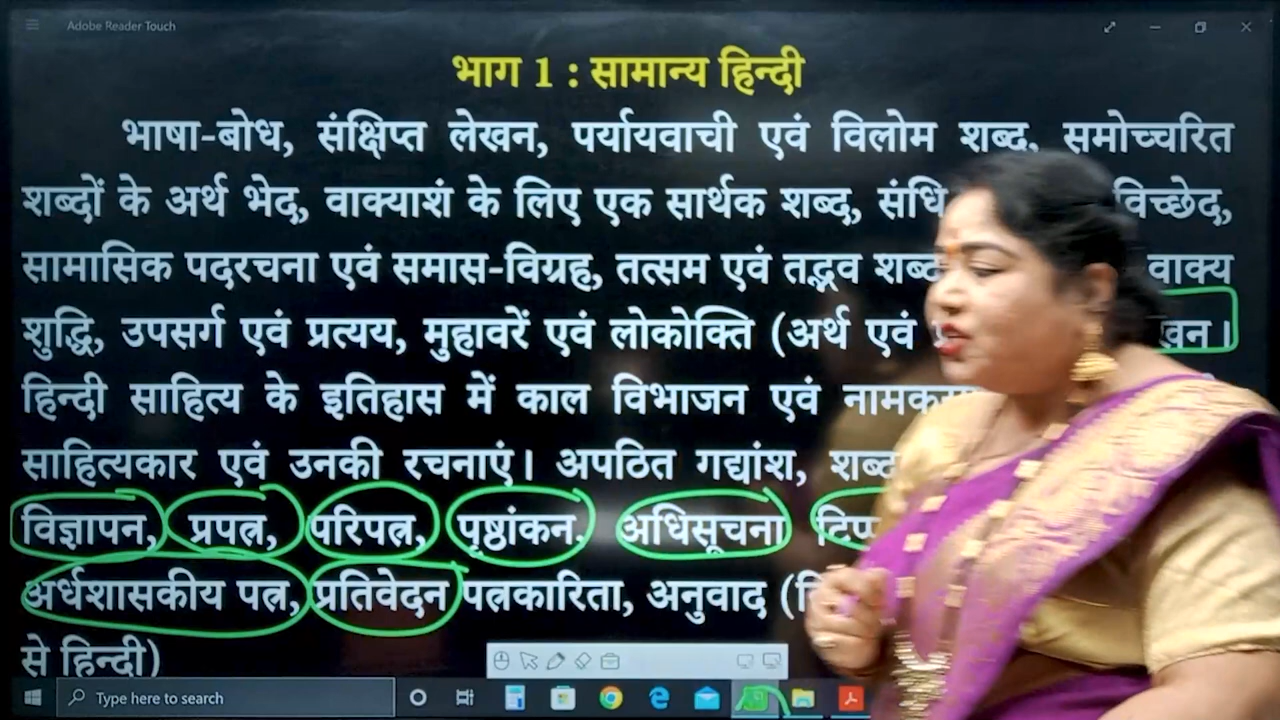 Adobe Reader Touch
भाग 1 : सामान्य हिन्दी
भाषा-बोध, संक्षिप्त लेखन, पर्यायवाची एवं विलोम शब्द, समोच्चरित
शब्दों के अर्थ भेद, वाक्याशं के लिए एक सार्थक शब्द, संधि विच्छेद,
सामासिक पदरचना एवं समास-विग्रह, तत्सम एवं तद्भव शब्द वाक्य
शुद्धि, उपसर्ग एवं प्रत्यय, मुहावरें एवं लोकोक्ति (अर्थ एवं
हिन्दी साहित्य के इतिहास में काल विभाजन एवं
साहित्यकार एवं उनकी रचनाएं। अपठित गद्यांश,
विज्ञापन, प्रपत्र, परिपत्र, पृष्ठांकन, अधिसूचना
अर्धशासकीय पत्र, प्रतिवेदन पत्रकारिता, अनुवाद
से हिन्दी)
Type here to search